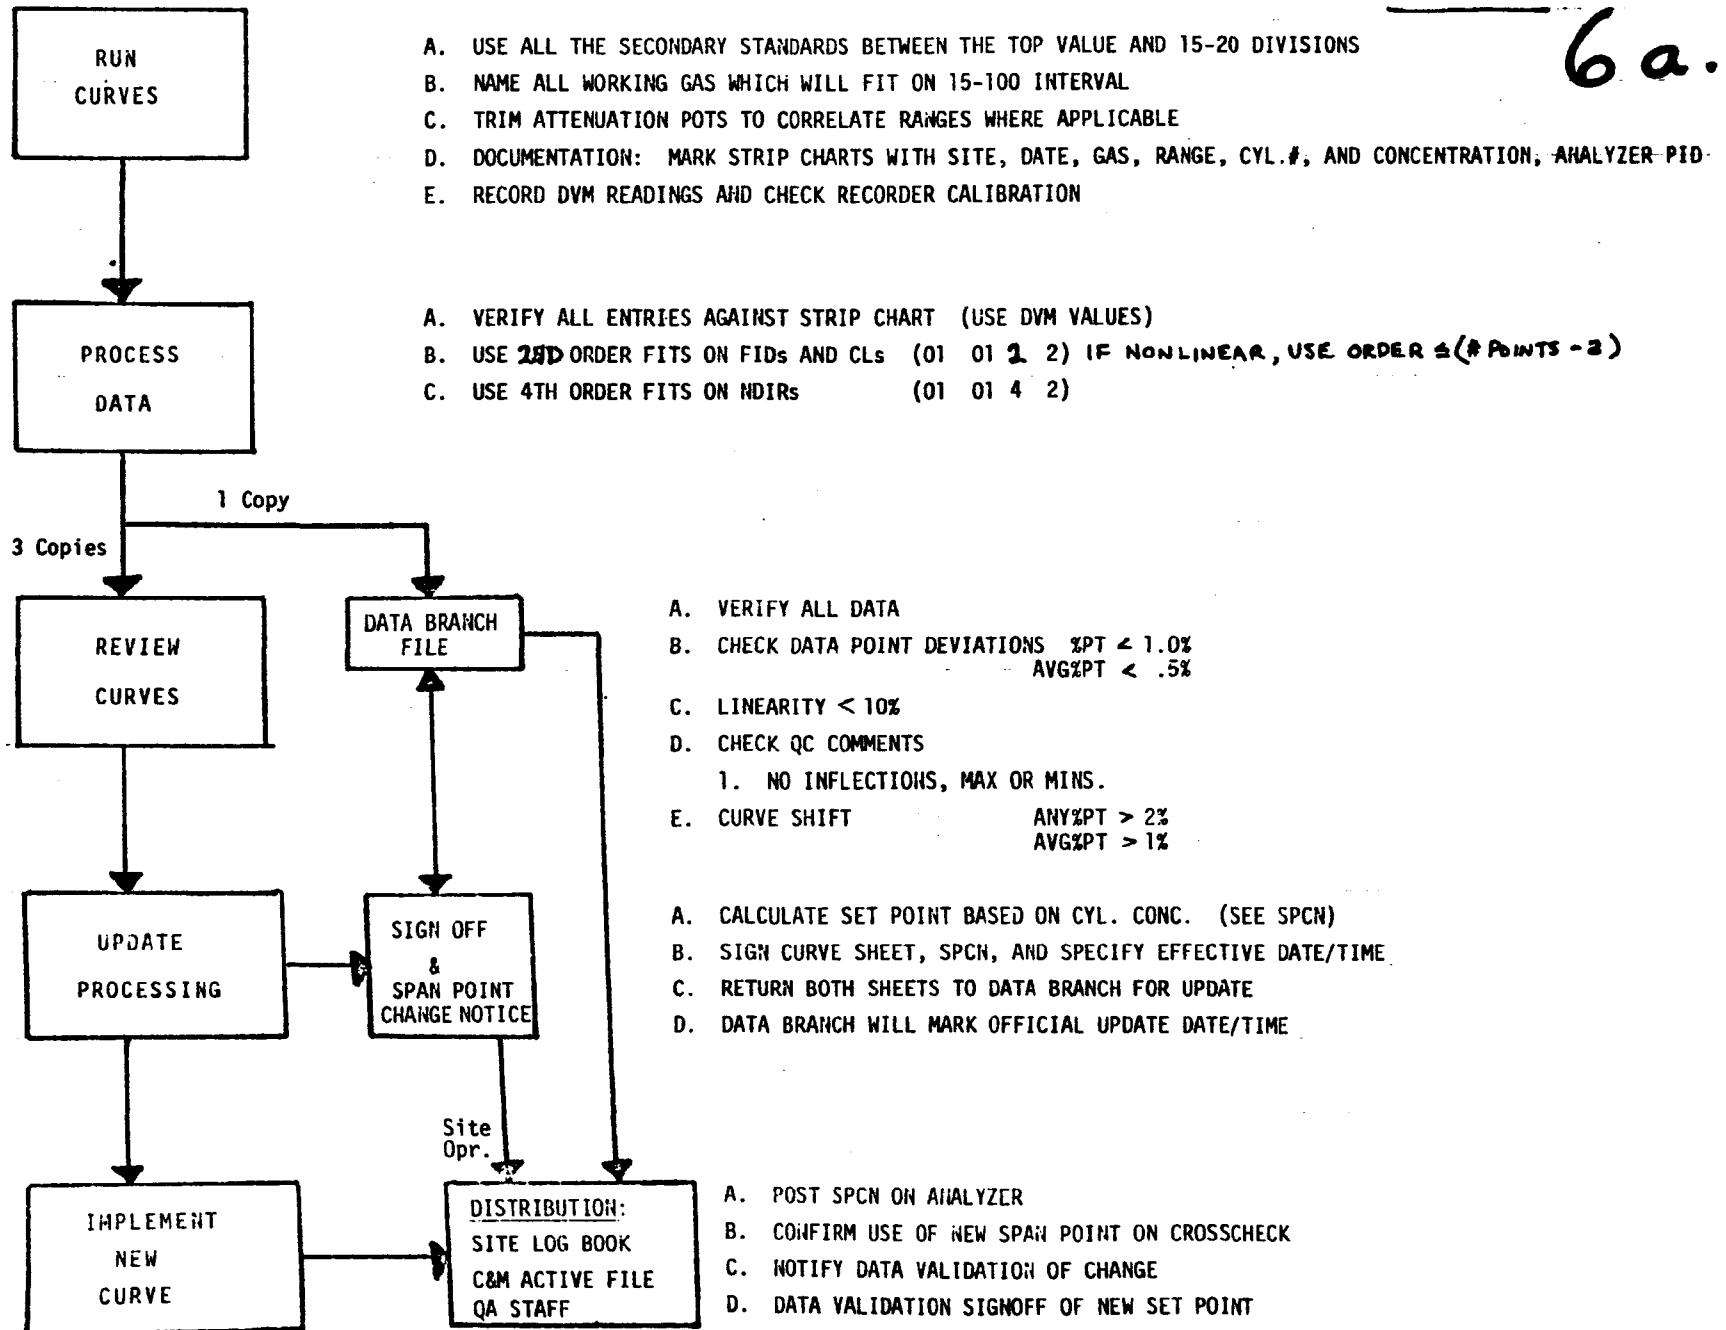 6a.
RUN
CURVES
A. USE ALL THE SECONDARY STANDARDS BETWEEN THE TOP VALUE AND 15-20 DIVISIONS
B. NAME ALL WORKING GAS WHICH WILL FIT ON 15-100 INTERVAL
C. TRIM ATTENUATION POTS TO CORRELATE RANGES WHERE APPLICABLE
D. DOCUMENTATION: MARK STRIP CHARTS WITH SITE, DATE, GAS, RANGE, CYL.#, AND CONCENTRATION, ANALYZER PID
E. RECORD DVM READINGS AND CHECK RECORDER CALIBRATION
PROCESS
DATA
A. VERIFY ALL ENTRIES AGAINST STRIP CHART (USE DVM VALUES)
B. USE ORDER FITS ON FIDs AND CLs (01 01 2) IF NONLINEAR, USE ORDER ≤ (# POINTS - 2)
C. USE 4TH ORDER FITS ON NDIRs (01 01 4 2)
1 Copy
3 Copies
REVIEW
CURVES
DATA BRANCH
FILE
A. VERIFY ALL DATA
B. CHECK DATA POINT DEVIATIONS %PT < 1.0%
AVG%PT < .5%
C. LINEARITY < 10%
D. CHECK QC COMMENTS
1. NO INFLECTIONS, MAX OR MINS.
E. CURVE SHIFT ANY%PT > 2%
AVG%PT > 1%
UPDATE
PROCESSING
SIGN OFF
&
SPAN POINT
CHANGE NOTICE
A. CALCULATE SET POINT BASED ON CYL. CONC. (SEE SPCN)
B. SIGN CURVE SHEET, SPCN, AND SPECIFY EFFECTIVE DATE/TIME
C. RETURN BOTH SHEETS TO DATA BRANCH FOR UPDATE
D. DATA BRANCH WILL MARK OFFICIAL UPDATE DATE/TIME
Site
Opr.
IMPLEMENT
NEW
CURVE
DISTRIBUTION:
SITE LOG BOOK
C&M ACTIVE FILE
QA STAFF
A. POST SPCN ON ANALYZER
B. CONFIRM USE OF NEW SPAN POINT ON CROSSCHECK
C. NOTIFY DATA VALIDATION OF CHANGE
D. DATA VALIDATION SIGNOFF OF NEW SET POINT